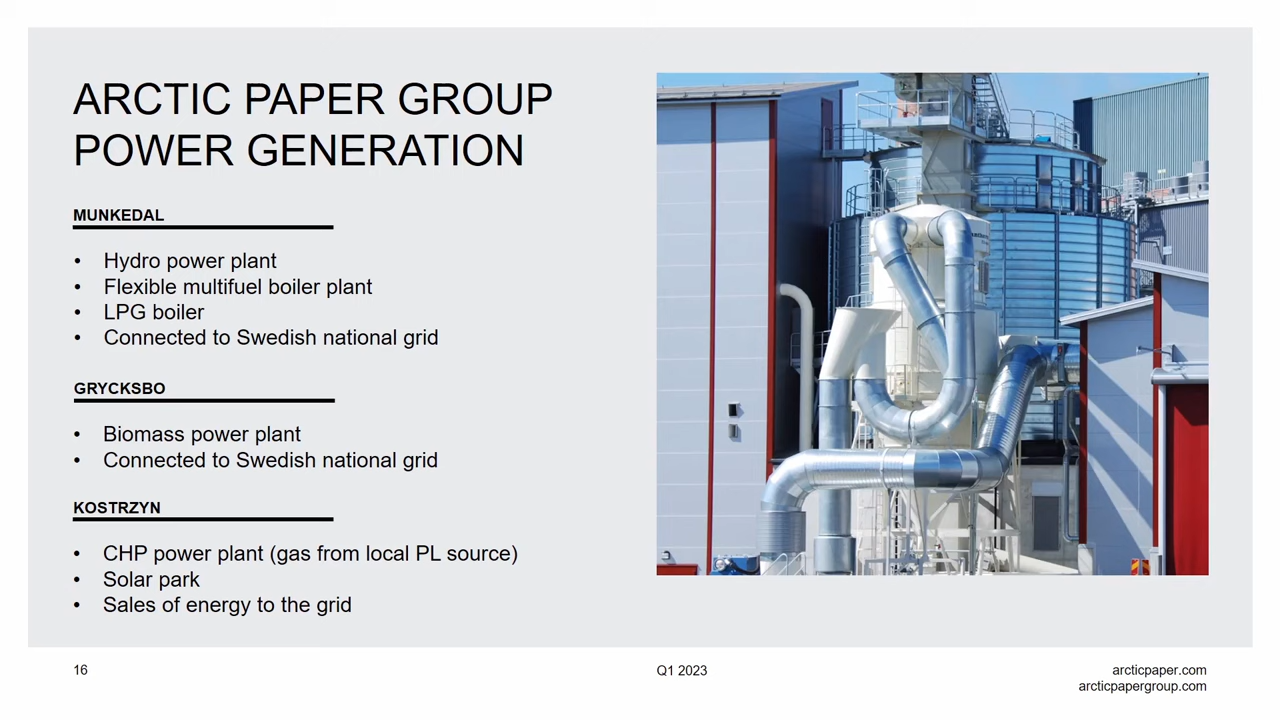 ARCTIC PAPER GROUP
POWER GENERATION
MUNKEDAL
• Hydro power plant
• Flexible multifuel boiler plant
• LPG boiler
• Connected to Swedish national grid
GRYCKSBO
• Biomass power plant
• Connected to Swedish national grid
KOSTRZYN
• CHP power plant (gas from local PL source)
• Solar park
• Sales of energy to the grid
16
Q1 2023
arcticpaper.com
arcticpapergroup.com